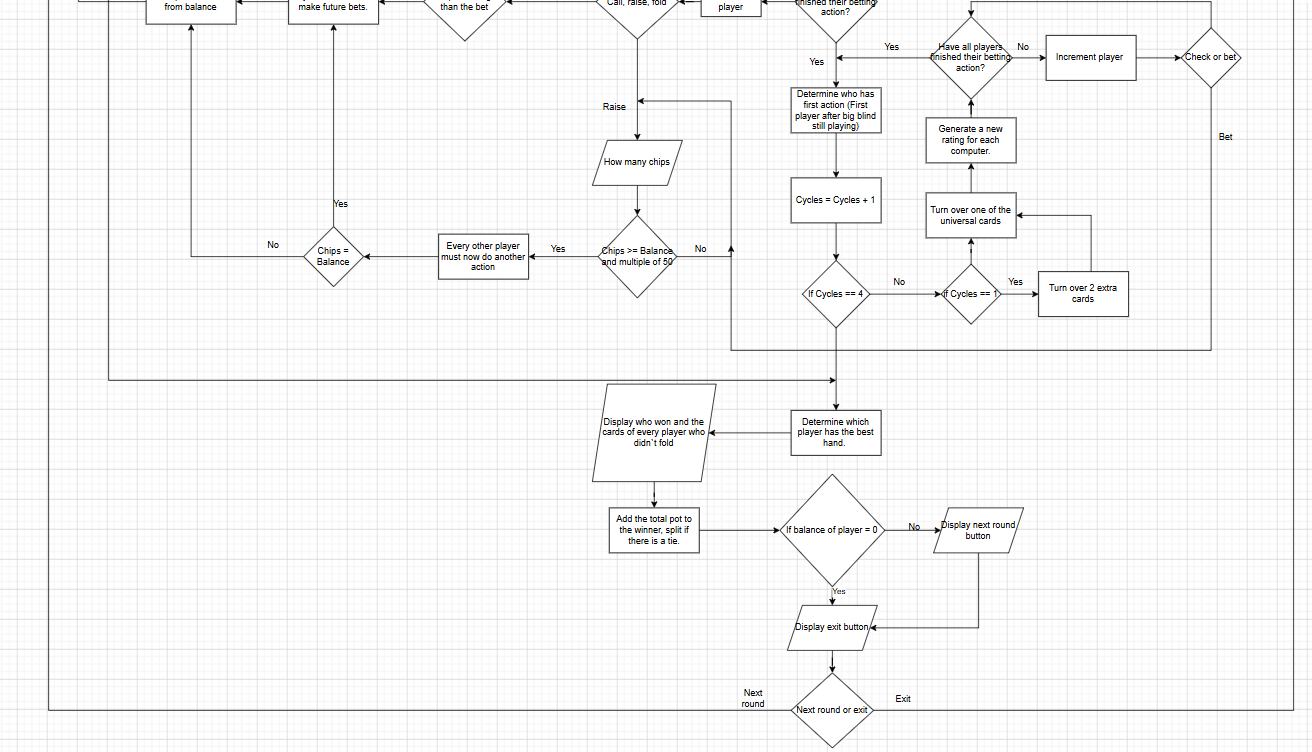 from balance
make future bets.
than the bet
Call, raise, fold
player
finished their betting
action?
Yes
Have all players
finished their betting
action?
No
Increment player
Check or bet
Yes
Raise
Determine who has
first action (First
player after big blind
still playing)
Generate a new
rating for each
computer.
Bet
How many chips
Cycles = Cycles + 1
Turn over one of the
universal cards
Yes
No
Chips =
Balance
Every other player
must now do another
action
Yes
Chips >= Balance
and multiple of 50
No
If Cycles == 4
No
If Cycles == 1
Yes
Turn over 2 extra
cards
Display who won and the
cards of every player who
didn`t fold
Determine which
player has the best
hand.
Add the total pot to
the winner, split if
there is a tie.
If balance of player = 0
No
Display next round
button
Yes
Display exit button
Next
round
Next round or exit
Exit